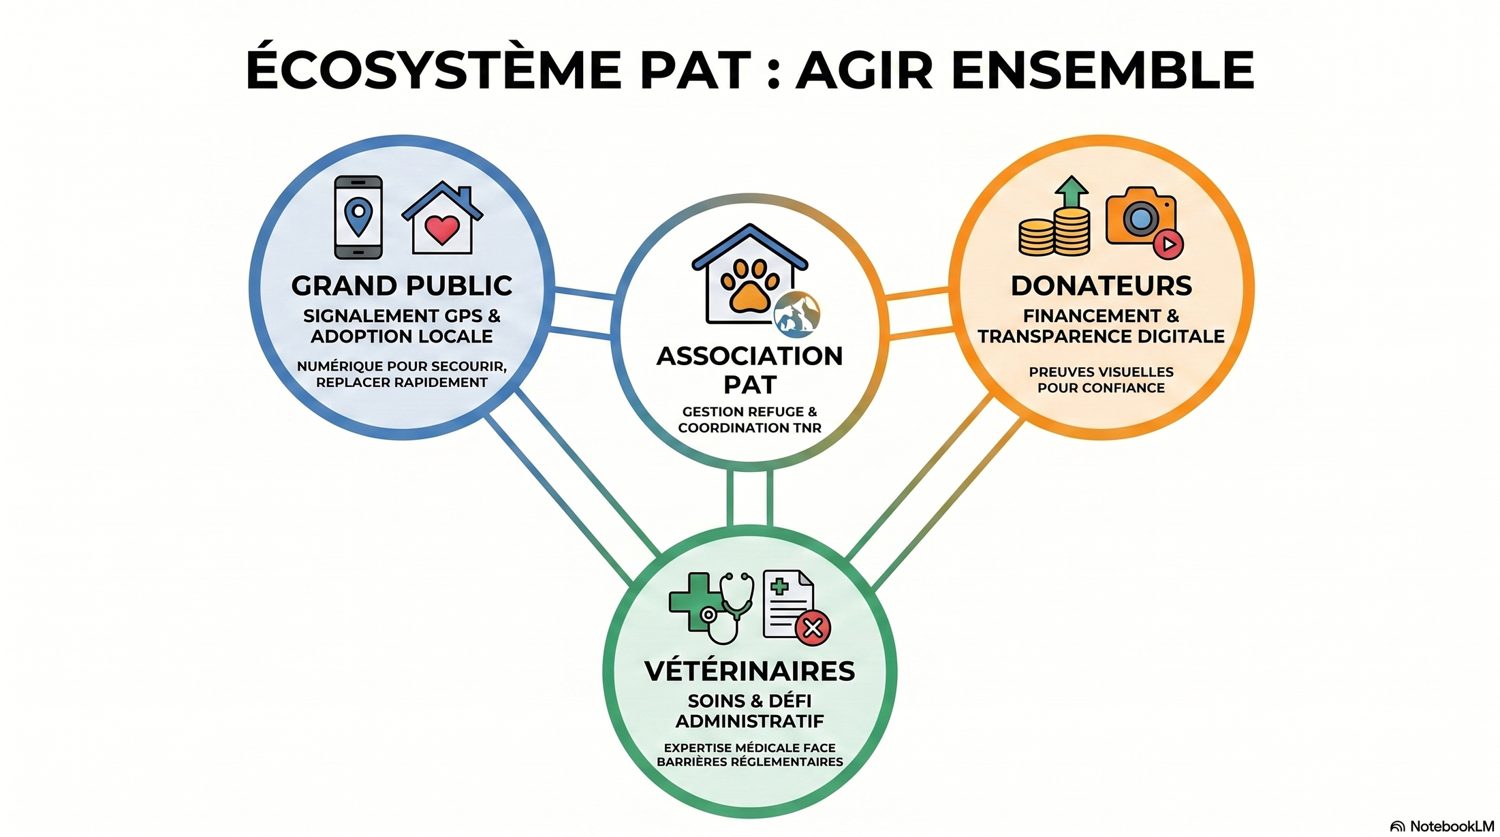 ÉCOSYSTÈME PAT : AGIR ENSEMBLE
GRAND PUBLIC
SIGNALEMENT GPS &
ADOPTION LOCALE
NUMÉRIQUE POUR SECOURIR,
REPLACER RAPIDEMENT
ASSOCIATION
PAT
GESTION REFUGE &
COORDINATION TNR
DONATEURS
FINANCEMENT &
TRANSPARENCE DIGITALE
PREUVES VISUELLES
POUR CONFIANCE
VÉTÉRINAIRES
SOINS & DÉFI
ADMINISTRATIF
EXPERTISE MÉDICALE FACE
BARRIÈRES RÉGLEMENTAIRES
NotebookLM